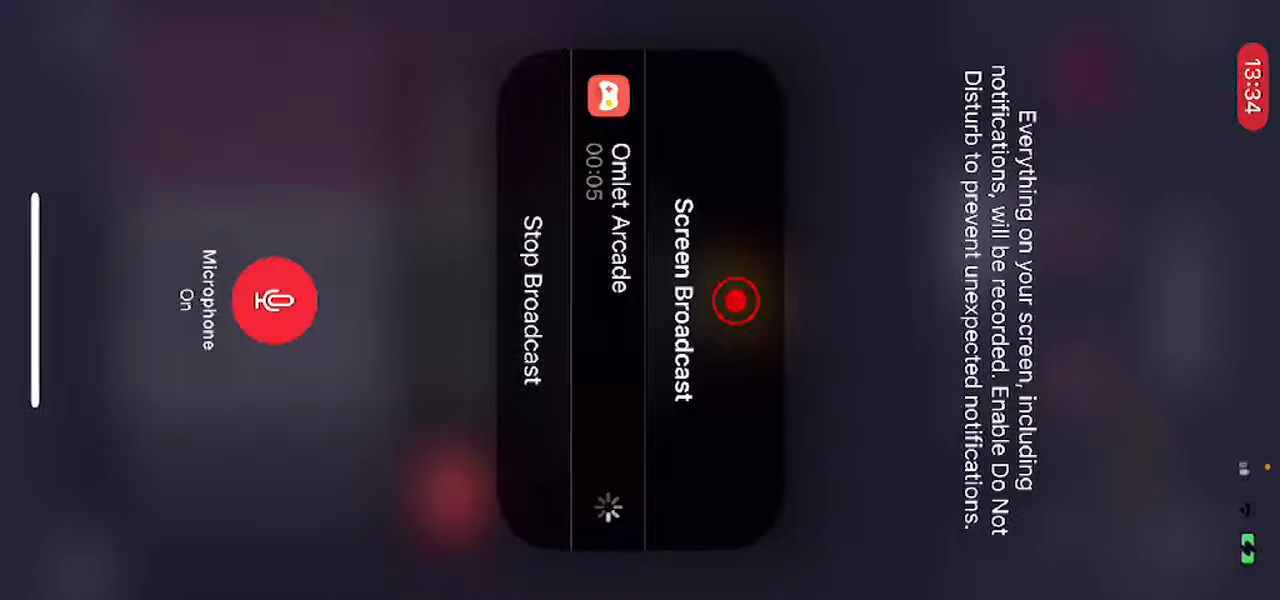 13:34
Everything on your screen, including
notifications, will be recorded. Enable Do Not
Disturb to prevent unexpected notifications.
Screen Broadcast
Omlet Arcade
00:05
Stop Broadcast
Microphone
On